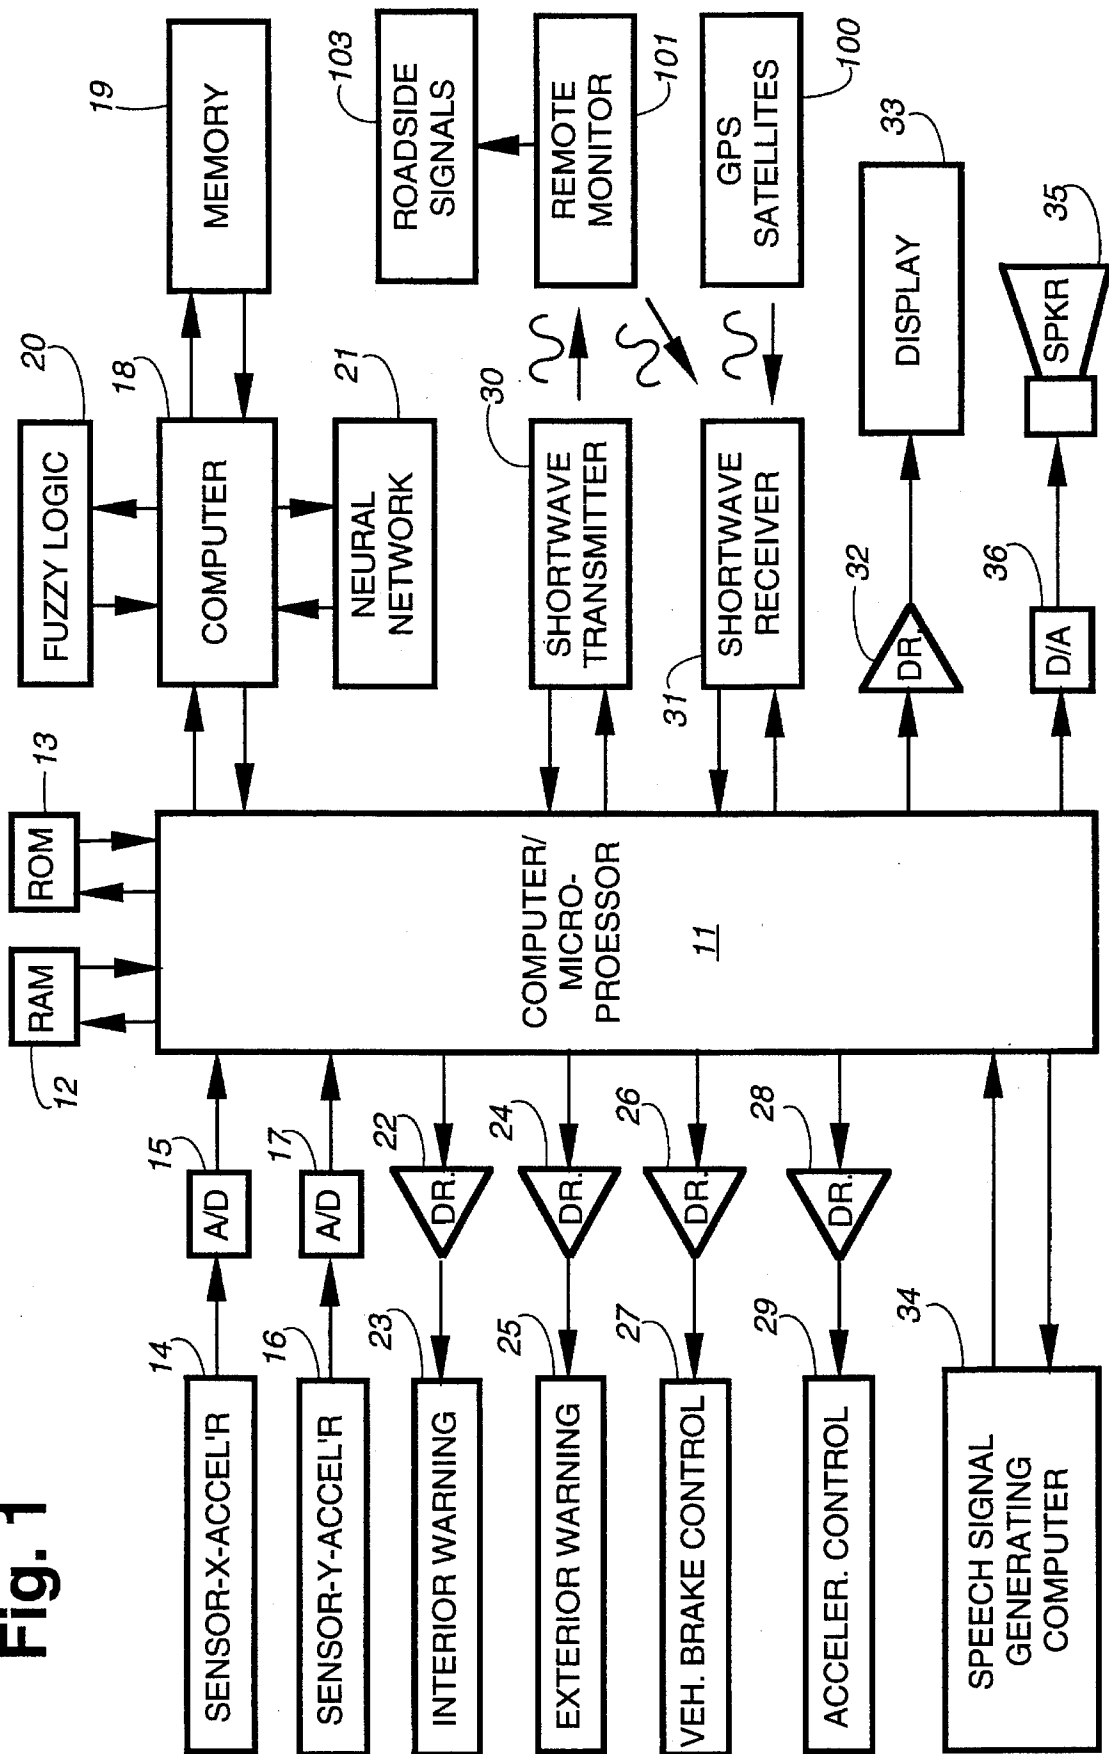 Fig. 1
SENSOR-X-ACCEL'R
14
A/D
15
SENSOR-Y-ACCEL'R
16
A/D
17
INTERIOR WARNING
23
DR.
22
EXTERIOR WARNING
25
DR.
24
VEH. BRAKE CONTROL
27
DR.
26
ACCELER. CONTROL
29
DR.
28
SPEECH SIGNAL
GENERATING
COMPUTER
34
RAM
12
ROM
13
COMPUTER/
MICRO-
PROESSOR
11
FUZZY LOGIC
20
COMPUTER
18
NEURAL
NETWORK
21
MEMORY
19
SHORTWAVE
TRANSMITTER
30
SHORTWAVE
RECEIVER
31
ROADSIDE
SIGNALS
103
REMOTE
MONITOR
101
GPS
SATELLITES
100
DR.
32
DISPLAY
33
D/A
36
SPKR
35